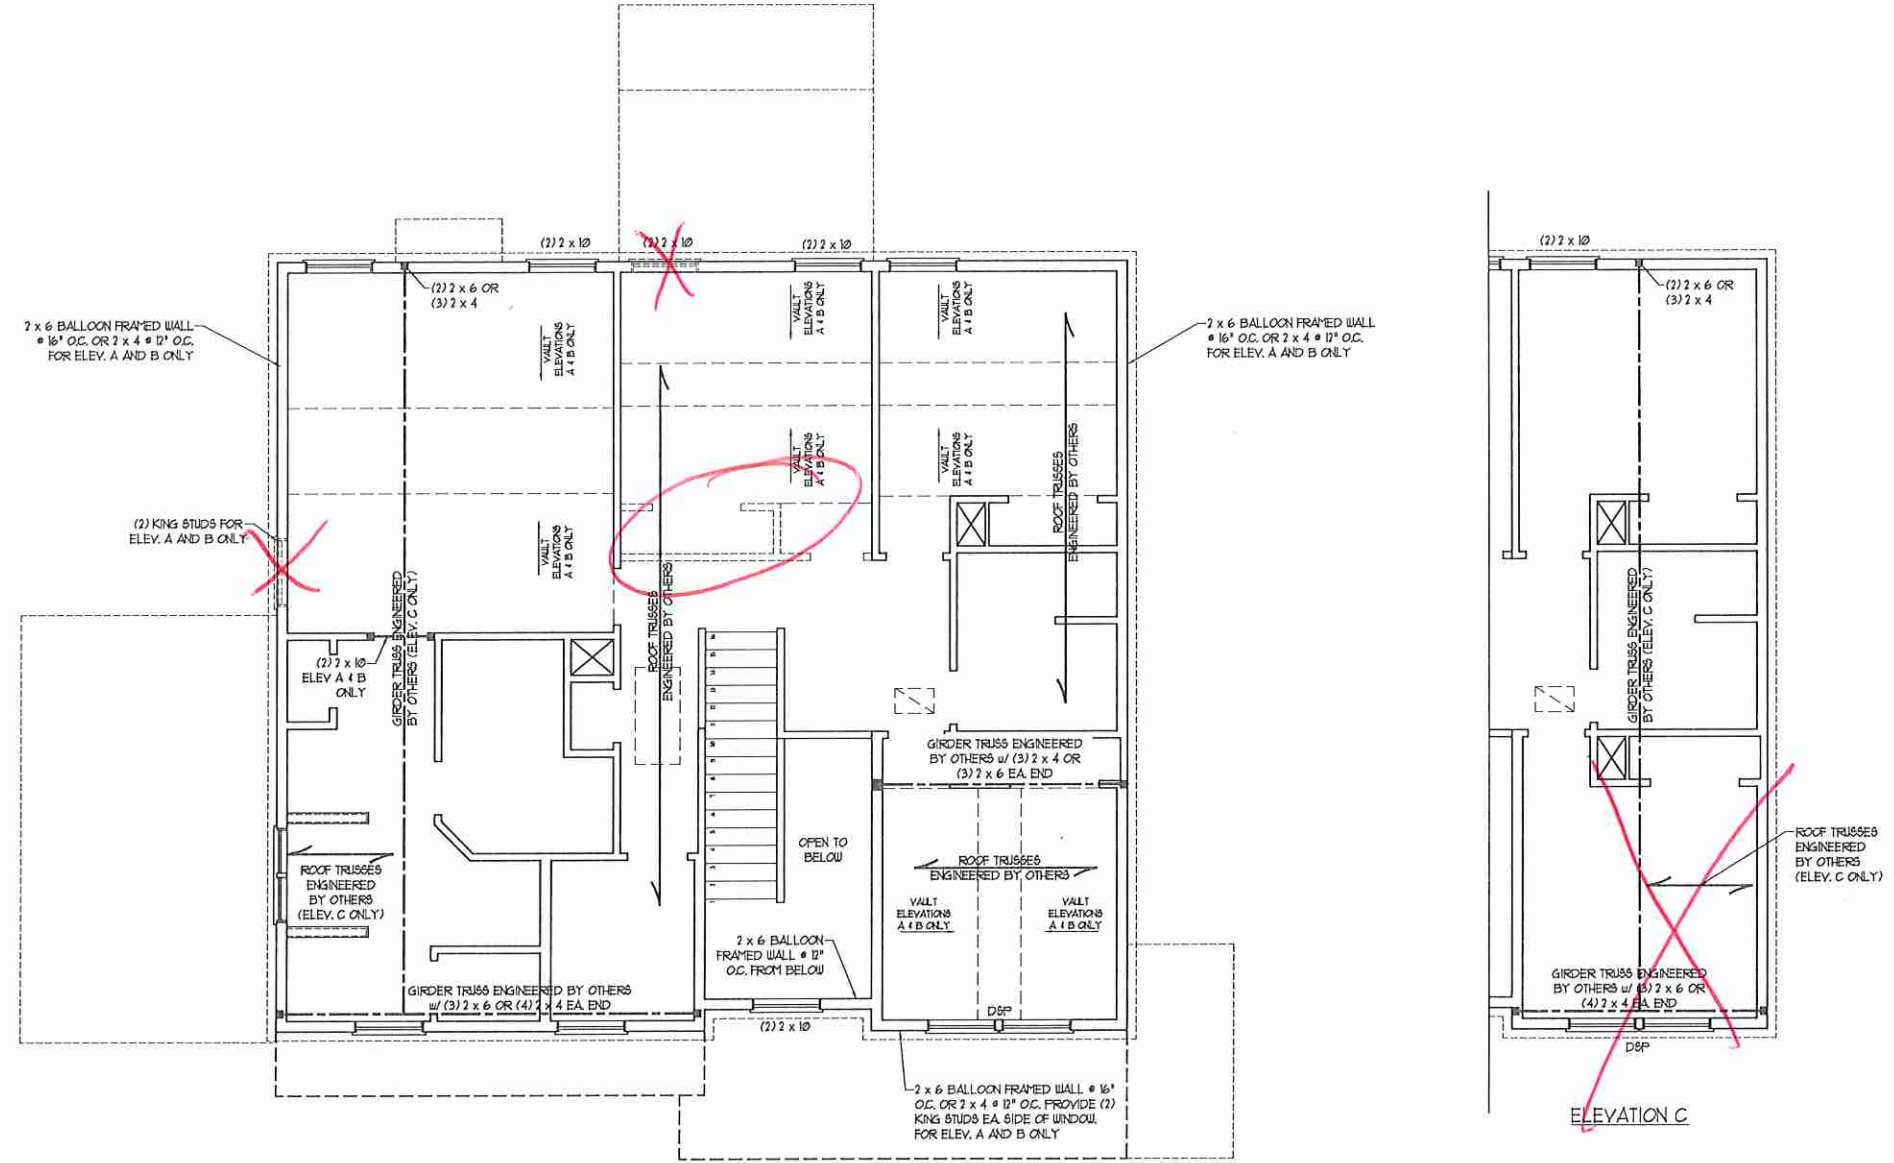 (2) 2 x 10
(2) 2 x 10
(2) 2 x 10
(2) 2 x 10
(2) 2 x 6 OR
(3) 2 x 4
(2) 2 x 6 OR
(3) 2 x 4
2 x 6 BALLOON FRAMED WALL
@ 16" O.C. OR 2 x 4 @ 12" O.C.
FOR ELEV. A AND B ONLY
VAULT
ELEVATIONS
A & B ONLY
VAULT
ELEVATIONS
A & B ONLY
VAULT
ELEVATIONS
A & B ONLY
2 x 6 BALLOON FRAMED WALL
@ 16" O.C. OR 2 x 4 @ 12" O.C.
FOR ELEV. A AND B ONLY
VAULT
ELEVATIONS
A & B ONLY
VAULT
ELEVATIONS
A & B ONLY
ROOF TRUSSES
ENGINEERED BY OTHERS
(2) KING STUDS FOR
ELEV. A AND B ONLY
VAULT
ELEVATIONS
A & B ONLY
GIRDER TRUSS ENGINEERED
BY OTHERS (ELEV. C ONLY)
ROOF TRUSSES
ENGINEERED BY OTHERS
GIRDER TRUSS ENGINEERED
BY OTHERS (ELEV. C ONLY)
(2) 2 x 10
ELEV A & B
ONLY
GIRDER TRUSS ENGINEERED
BY OTHERS w/ (3) 2 x 4 OR
(3) 2 x 6 EA. END
OPEN TO
BELOW
ROOF TRUSSES
ENGINEERED BY OTHERS
ROOF TRUSSES
ENGINEERED
BY OTHERS
(ELEV. C ONLY)
ROOF TRUSSES
ENGINEERED
BY OTHERS
(ELEV. C ONLY)
VAULT
ELEVATIONS
A & B ONLY
VAULT
ELEVATIONS
A & B ONLY
2 x 6 BALLOON
FRAMED WALL @ 12"
O.C. FROM BELOW
GIRDER TRUSS ENGINEERED BY OTHERS
w/ (3) 2 x 6 OR (4) 2 x 4 EA. END
GIRDER TRUSS ENGINEERED
BY OTHERS w/ (3) 2 x 6 OR
(4) 2 x 4 EA. END
DSP
(2) 2 x 10
DSP
2 x 6 BALLOON FRAMED WALL @ 16"
O.C. OR 2 x 4 @ 12" O.C. PROVIDE (2)
KING STUDS EA. SIDE OF WINDOW.
FOR ELEV. A AND B ONLY
ELEVATION C